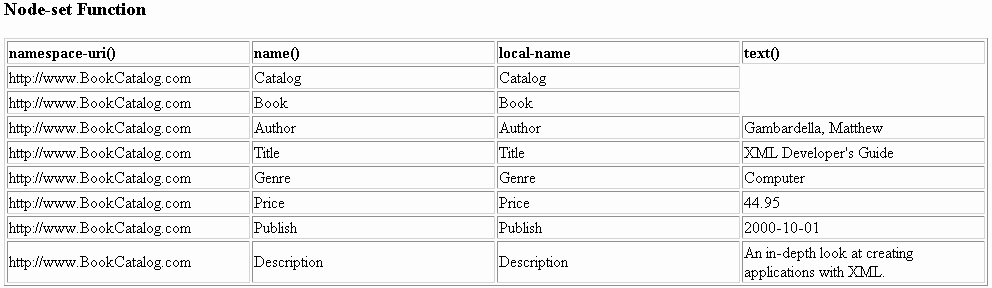 Node-set Function
namespace-uri() name() local-name text()
http://www.BookCatalog.com Catalog Catalog
http://www.BookCatalog.com Book Book
http://www.BookCatalog.com Author Author Gambardella, Matthew
http://www.BookCatalog.com Title Title XML Developer's Guide
http://www.BookCatalog.com Genre Genre Computer
http://www.BookCatalog.com Price Price 44.95
http://www.BookCatalog.com Publish Publish 2000-10-01
http://www.BookCatalog.com Description Description An in-depth look at creating
applications with XML.